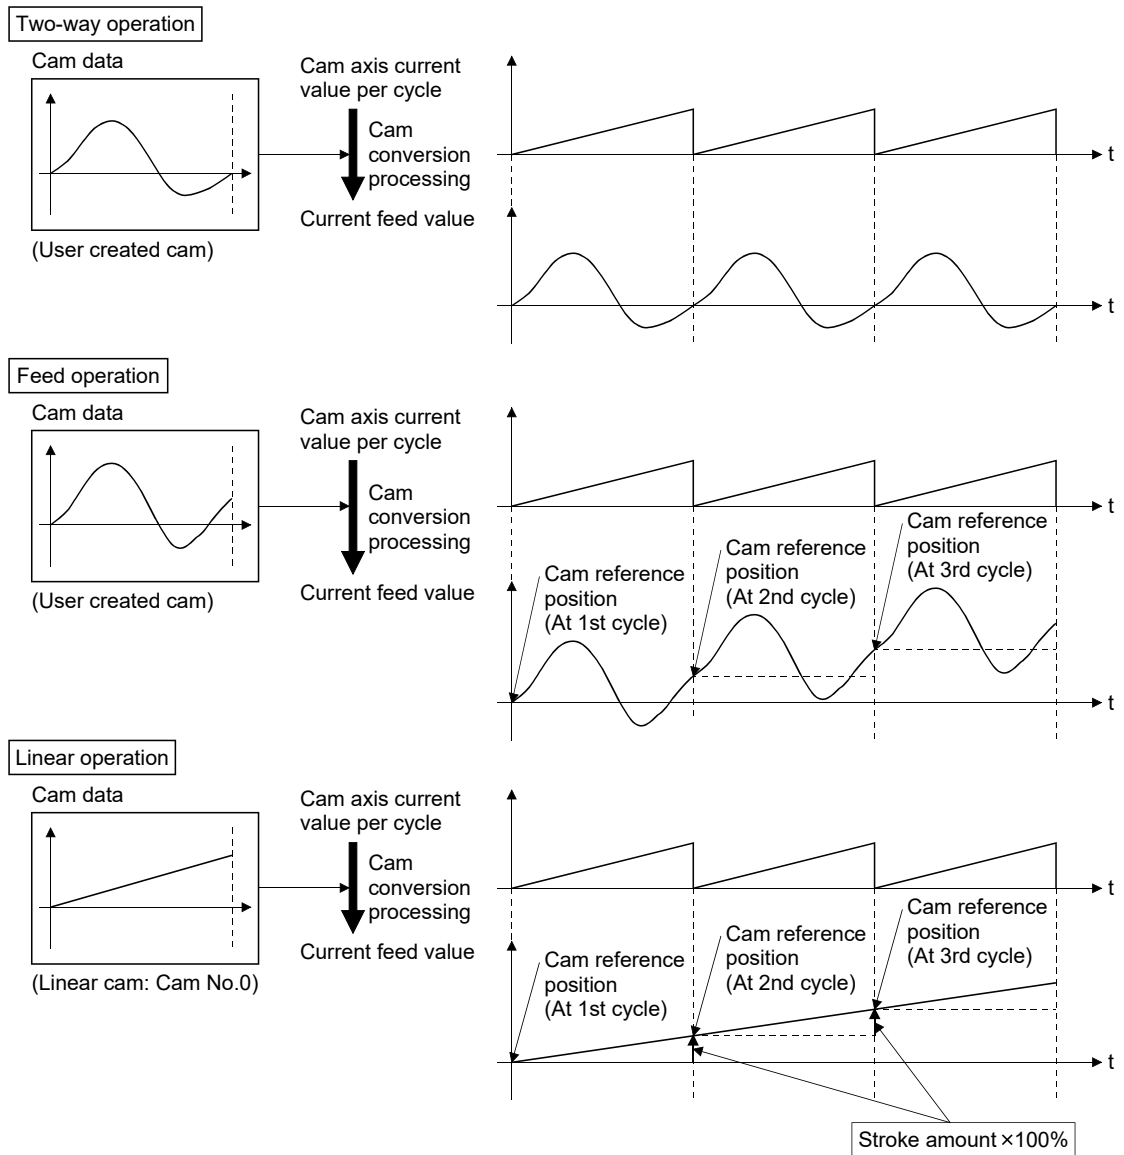 Two-way operation
Cam data
(User created cam)
Cam axis current
value per cycle
Cam
conversion
processing
Current feed value
t
t
Feed operation
Cam data
(User created cam)
Cam axis current
value per cycle
Cam
conversion
processing
Current feed value
t
Cam reference
position
(At 1st cycle)
Cam reference
position
(At 2nd cycle)
Cam reference
position
(At 3rd cycle)
t
Linear operation
Cam data
(Linear cam: Cam No.0)
Cam axis current
value per cycle
Cam
conversion
processing
Current feed value
t
Cam reference
position
(At 1st cycle)
Cam reference
position
(At 2nd cycle)
Cam reference
position
(At 3rd cycle)
t
Stroke amount ×100%